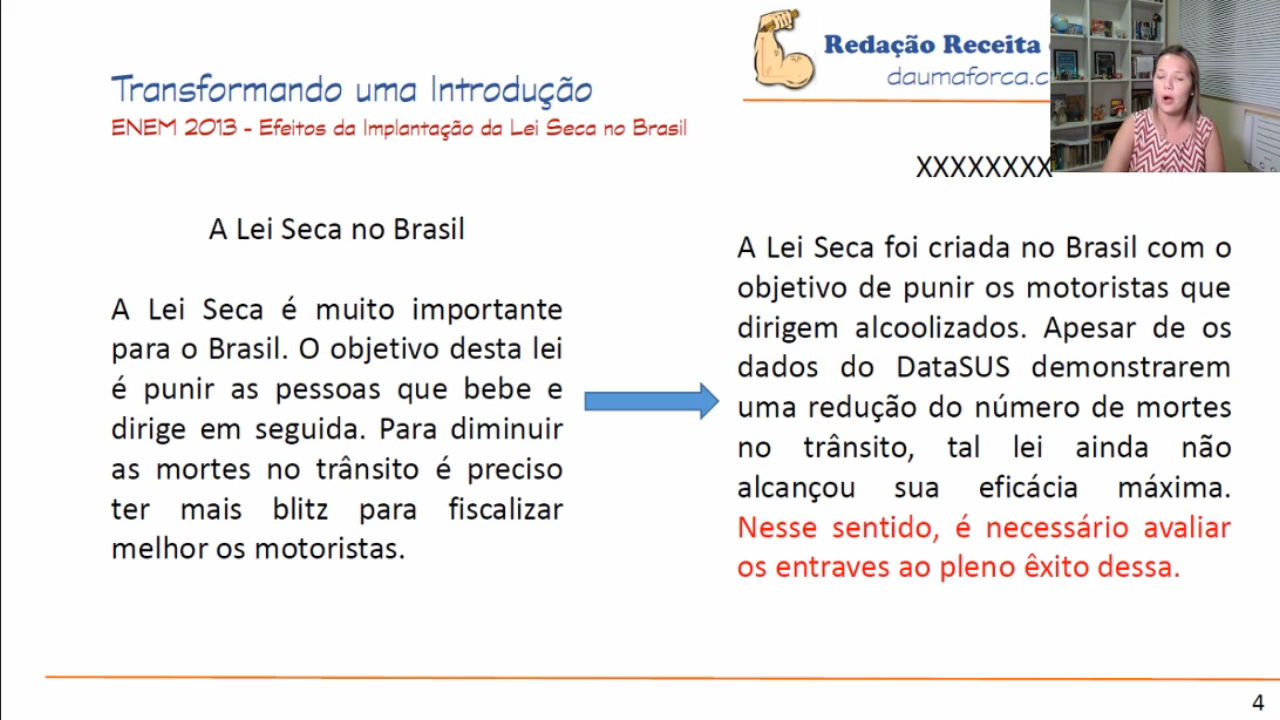 Redação Receita
daumaforca.c
Transformando uma Introdução
ENEM 2013 - Efeitos da Implantação da Lei Seca no Brasil
XXXXXXXX
A Lei Seca no Brasil
A Lei Seca é muito importante
para o Brasil. O objetivo desta lei
é punir as pessoas que bebe e
dirige em seguida. Para diminuir
as mortes no trânsito é preciso
ter mais blitz para fiscalizar
melhor os motoristas.
A Lei Seca foi criada no Brasil com o
objetivo de punir os motoristas que
dirigem alcoolizados. Apesar de os
dados do DataSUS demonstrarem
uma redução do número de mortes
no trânsito, tal lei ainda não
alcançou sua eficácia máxima.
Nesse sentido, é necessário avaliar
os entraves ao pleno êxito dessa.
4